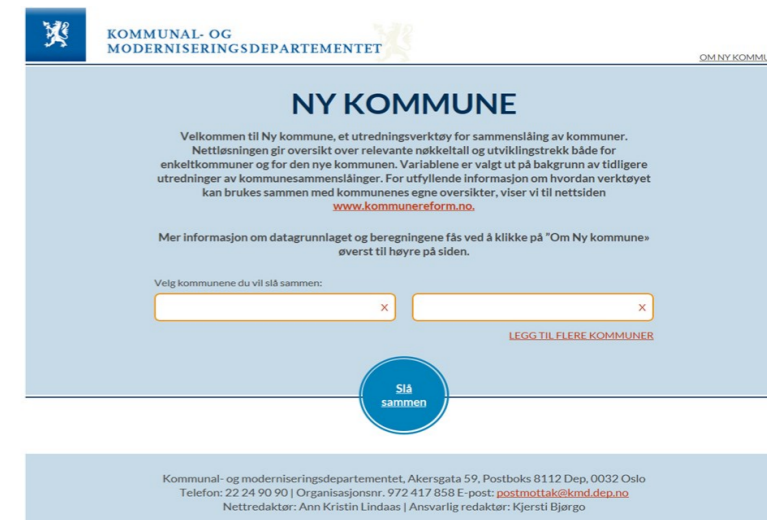 KOMMUNAL- OG
MODERNISERINGSDEPARTEMENTET
OM NY KOMMU
NY KOMMUNE
Velkommen til Ny kommune, et utredningsverktøy for sammenslåing av kommuner.
Nettløsningen gir oversikt over relevante nøkkeltall og utviklingstrekk både for
enkeltkommuner og for den nye kommunen. Variablene er valgt ut på bakgrunn av tidligere
utredninger av kommunesammenslåinger. For utfyllende informasjon om hvordan verktøyet
kan brukes sammen med kommunenes egne oversikter, viser vi til nettsiden
www.kommunereform.no.
Mer informasjon om datagrunnlaget og beregningene fås ved å klikke på "Om Ny kommune»
øverst til høyre på siden.
Velg kommunene du vil slå sammen:
X X
LEGG TIL FLERE KOMMUNER
Slå
sammen
Kommunal- og moderniseringsdepartementet, Akersgata 59, Postboks 8112 Dep, 0032 Oslo
Telefon: 22 24 90 90 | Organisasjonsnr. 972 417 858 E-post: postmottak@kmd.dep.no
Nettredaktør: Ann Kristin Lindaas | Ansvarlig redaktør: Kjersti Bjørgo